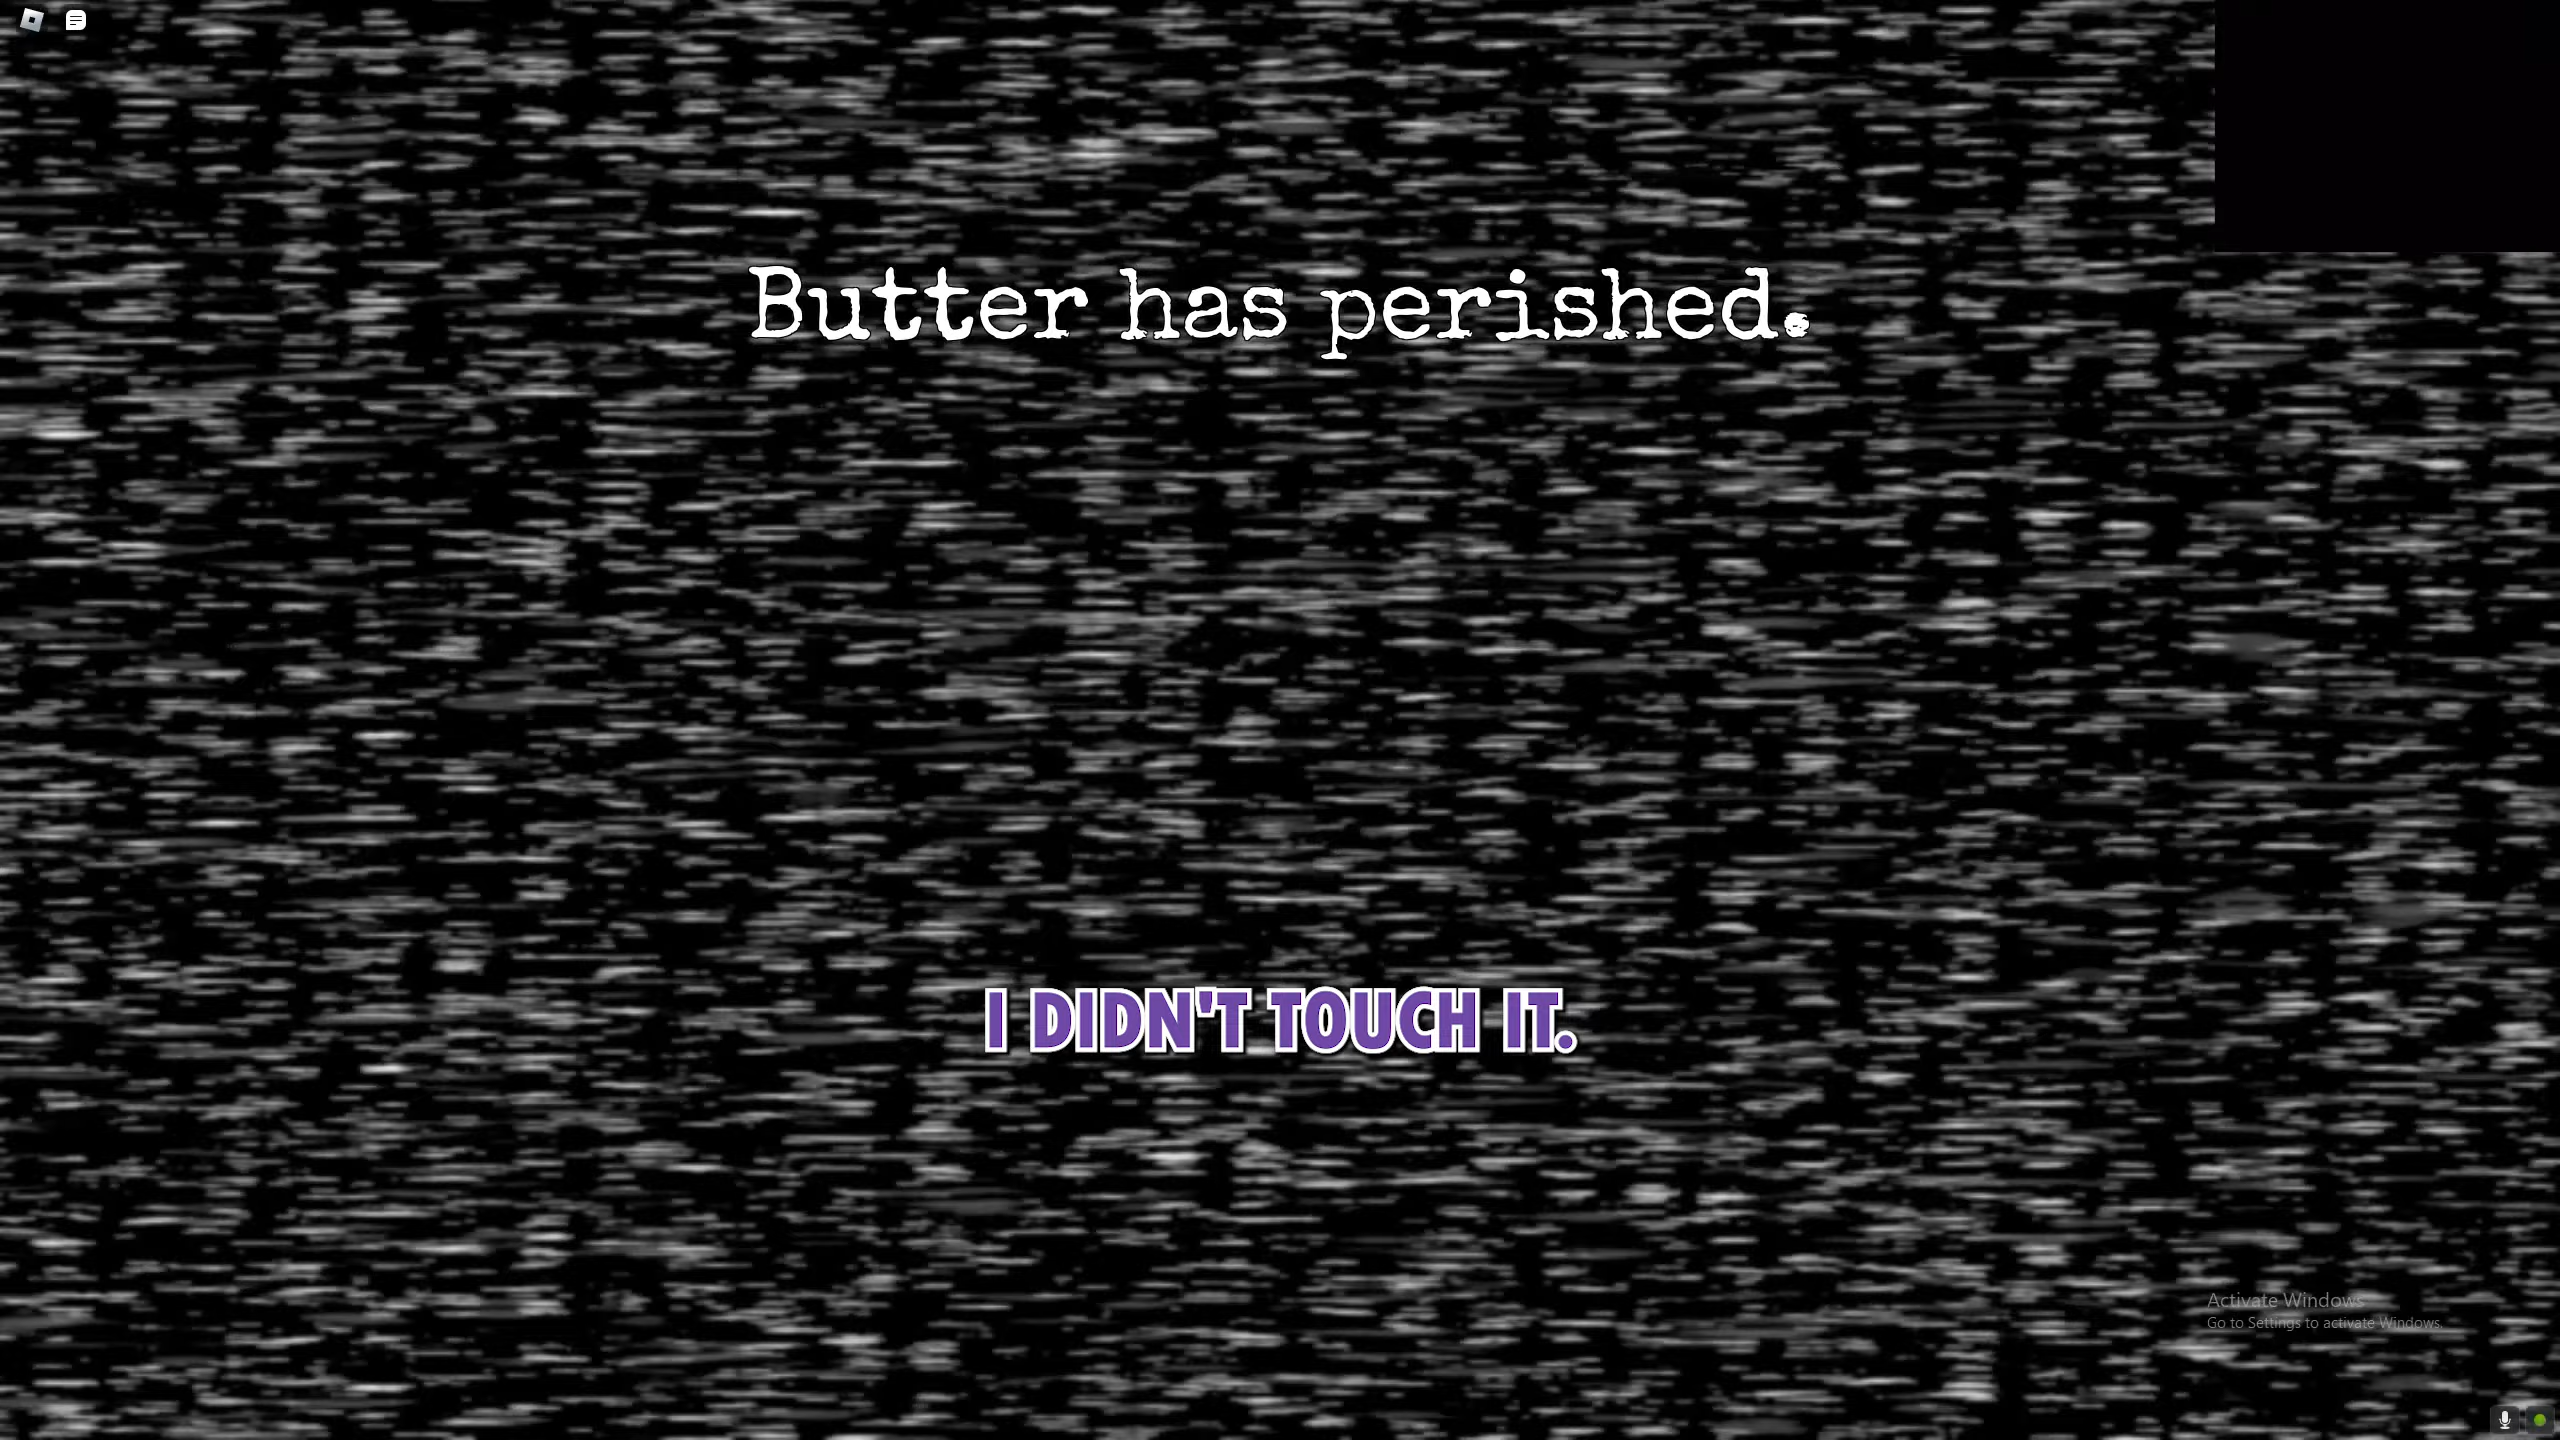 Butter has perished.
I DIDN'T TOUCH IT.
Activate Windows
Go to Settings to activate Windows.